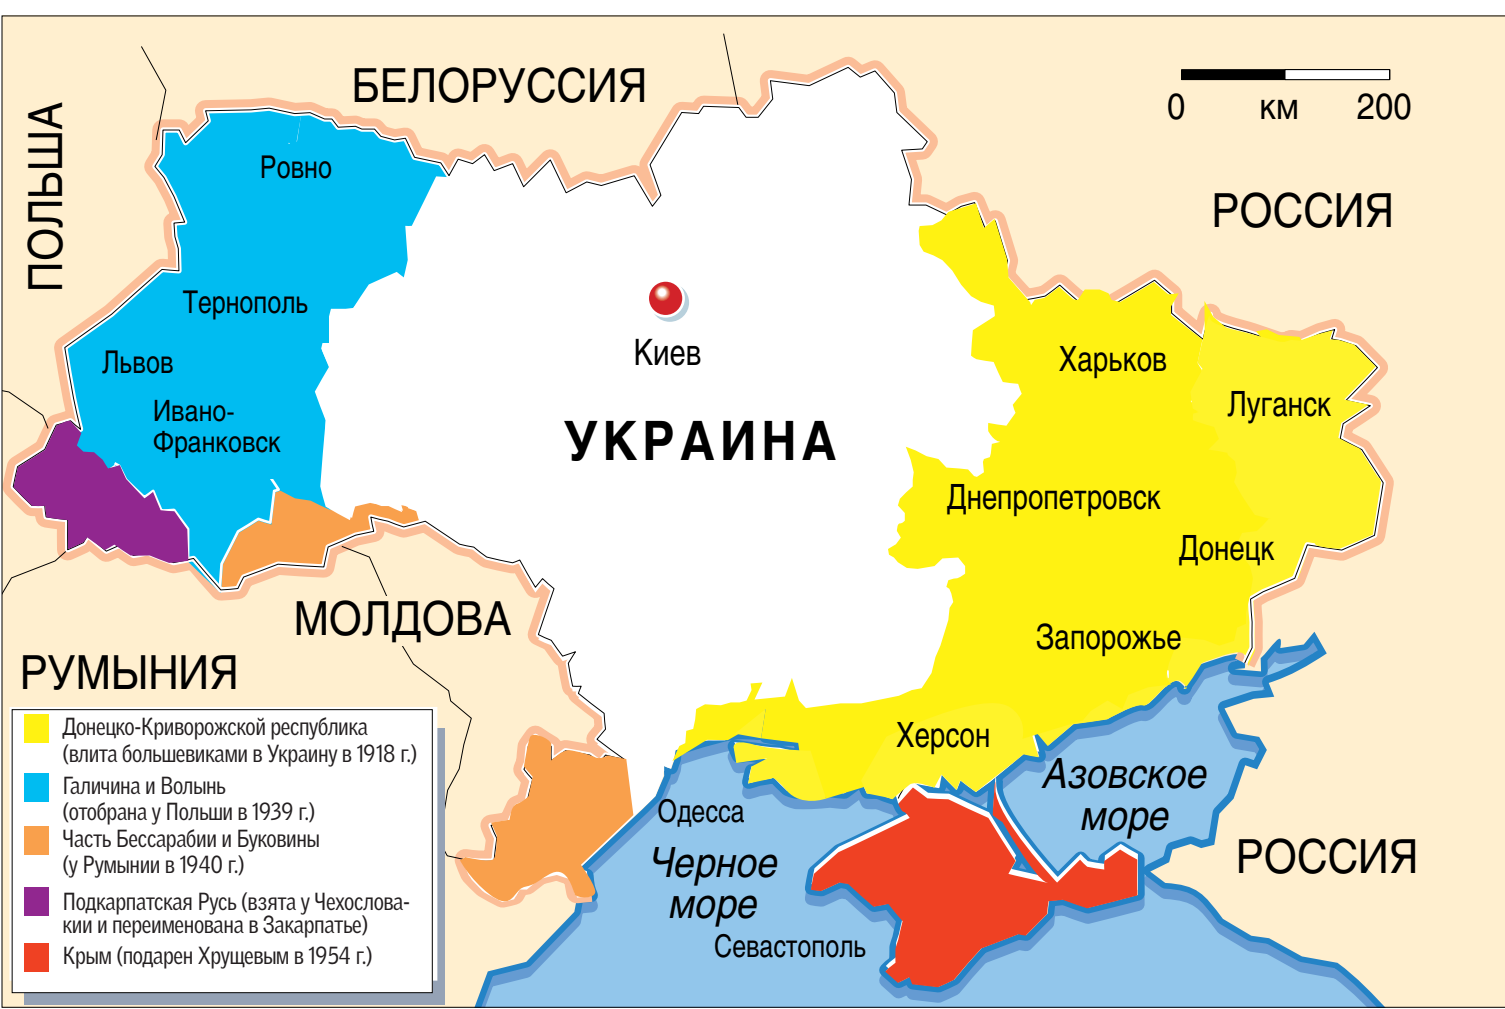 БЕЛОРУССИЯ
ПОЛЬША
0 км 200
РОССИЯ
Ровно
Тернополь
Львов
Ивано-
Франковск
Киев
УКРАИНА
Харьков
Луганск
Днепропетровск
Донецк
Запорожье
Херсон
МОЛДОВА
РУМЫНИЯ
Азовское
море
Одесса
Черное
море
Севастополь
РОССИЯ
Донецко-Криворожской республика
(влита большевиками в Украину в 1918 г.)
Галичина и Волынь
(отобрана у Польши в 1939 г.)
Часть Бессарабии и Буковины
(у Румынии в 1940 г.)
Подкарпатская Русь (взята у Чехослова-
кии и переименована в Закарпатье)
Крым (подарен Хрущевым в 1954 г.)